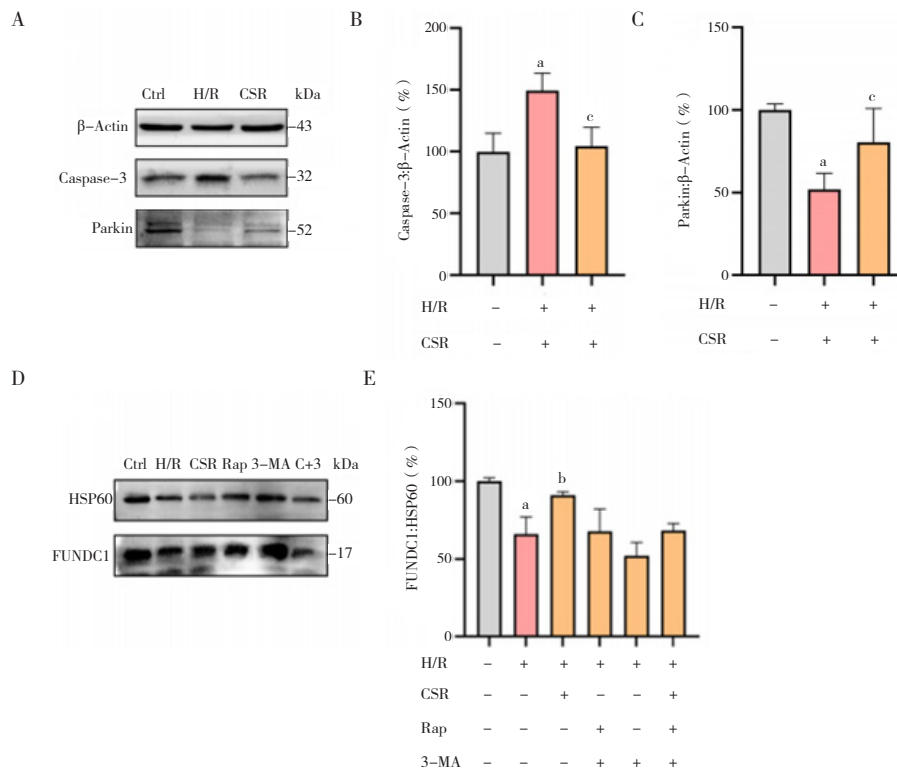 A
Ctrl H/R CSR kDa
β-Actin -43
Caspase-3 -32
Parkin -52
B
Caspase-3:β-Actin (%)
200
150
100
50
0
a
c
H/R - + +
CSR - + +
C
Parkin:β-Actin (%)
150
100
50
0
a
c
H/R - + +
CSR - + +
D
Ctrl H/R CSR Rap 3-MA C+3 kDa
HSP60 -60
FUNDC1 -17
E
FUNDC1:HSP60 (%)
150
100
50
0
a
b
H/R - + + + + +
CSR - - + - - +
Rap - - - + - +
3-MA - - - + + +